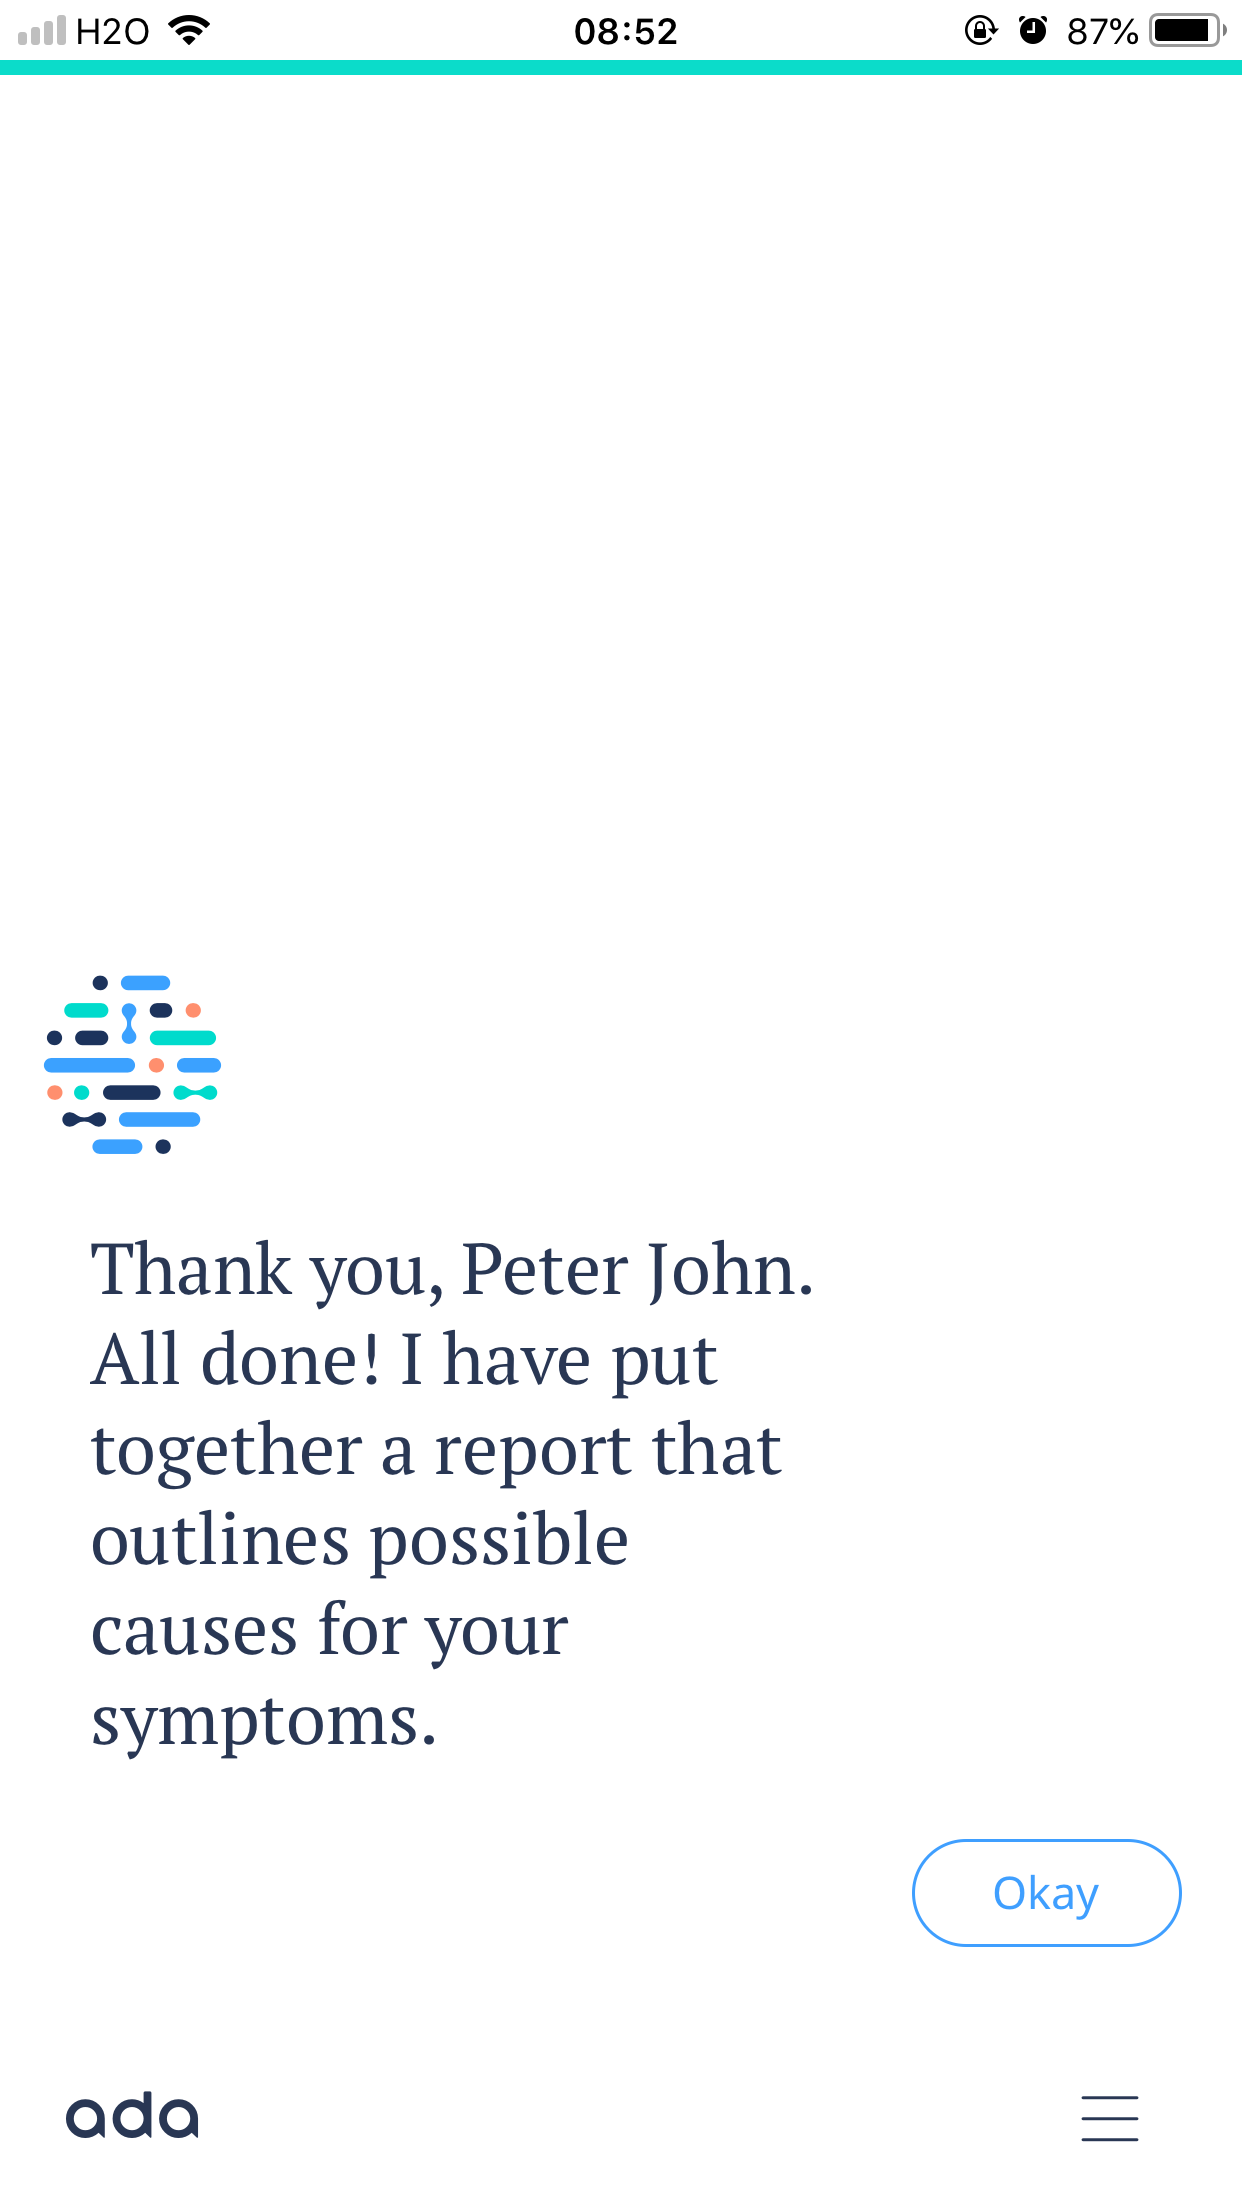 H2O 08:52 87%
Thank you, Peter John.
All done! I have put
together a report that
outlines possible
causes for your
symptoms.
Okay
ada